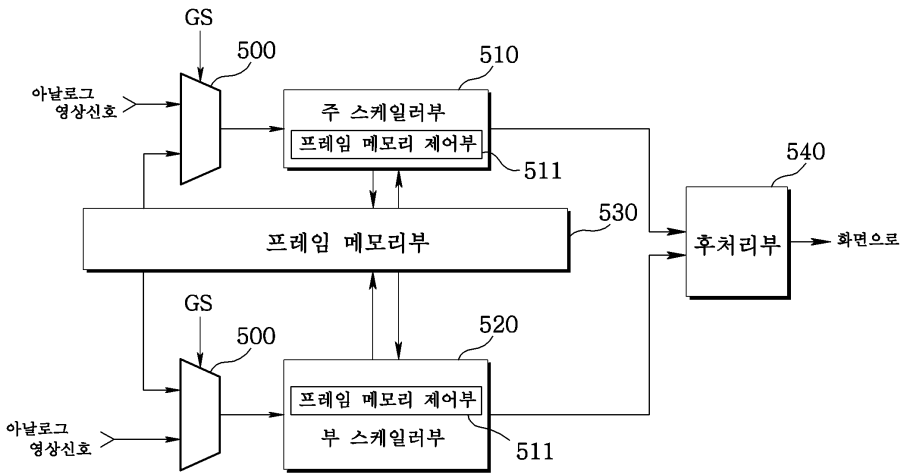 GS
500
510
아날로그
영상신호
주 스케일러부
프레임 메모리 제어부
511
540
530
프레임 메모리부
후처리부
화면으로
GS
500
520
프레임 메모리 제어부
아날로그
영상신호
부 스케일러부
511